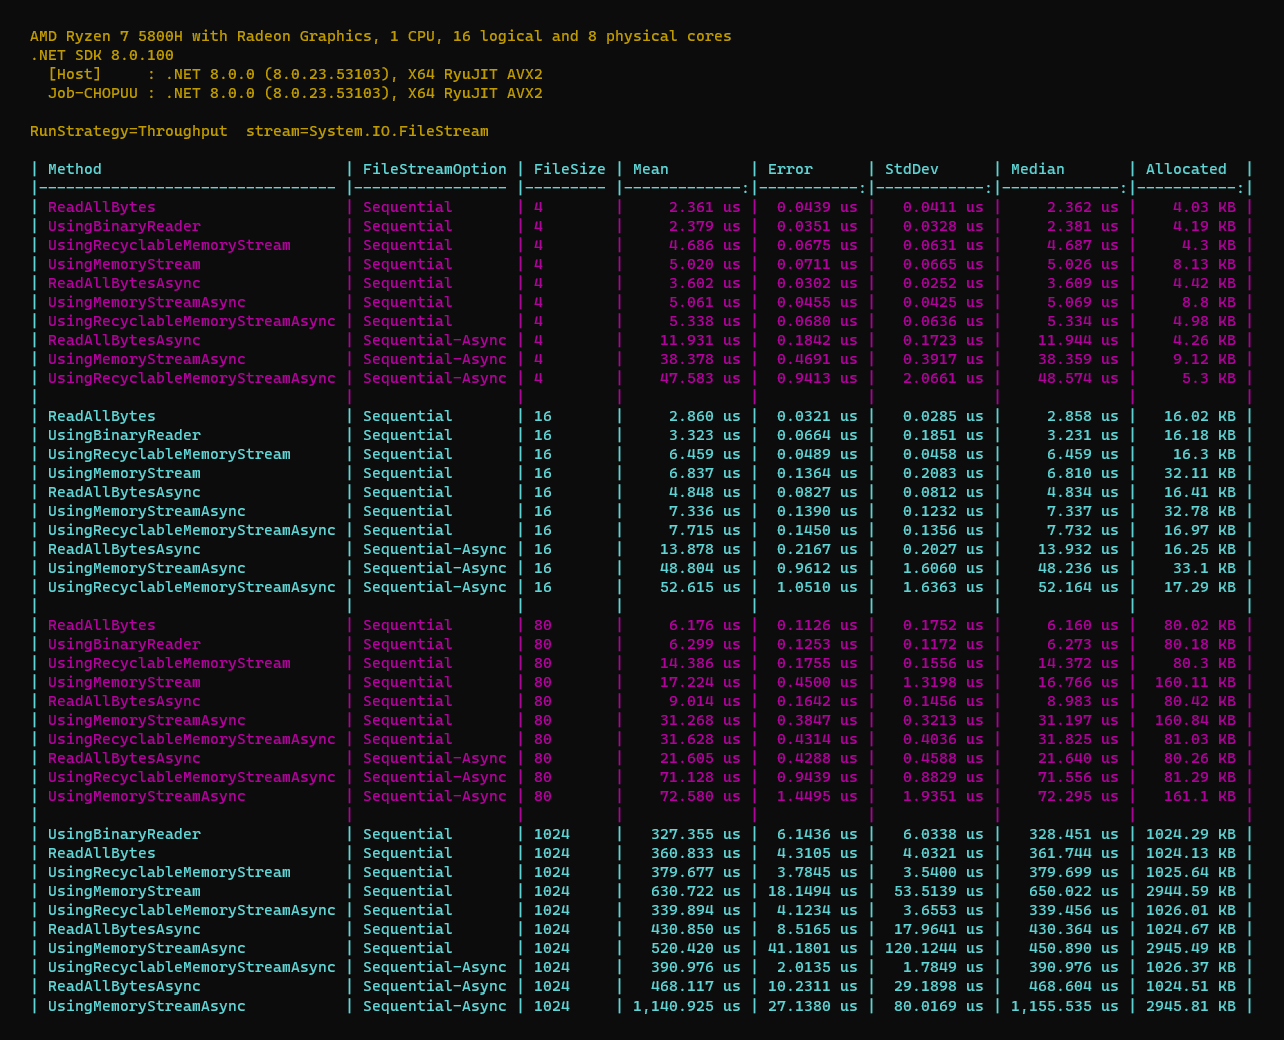 AMD Ryzen 7 5800H with Radeon Graphics, 1 CPU, 16 logical and 8 physical cores
.NET SDK 8.0.100
  [Host]     : .NET 8.0.0 (8.0.23.53103), X64 RyuJIT AVX2
  Job-CHOPUU : .NET 8.0.0 (8.0.23.53103), X64 RyuJIT AVX2
RunStrategy=Throughput  stream=System.IO.FileStream
| Method | FileStreamOption | FileSize | Mean | Error | StdDev | Median | Allocated |
|-------------------------------- |----------------- |--------- |-------------:|-----------:|------------:|-------------:|-----------:|
| ReadAllBytes | Sequential | 4 | 2.361 us | 0.0439 us | 0.0411 us | 2.362 us | 4.03 KB |
| UsingBinaryReader | Sequential | 4 | 2.379 us | 0.0351 us | 0.0328 us | 2.381 us | 4.19 KB |
| UsingRecyclableMemoryStream | Sequential | 4 | 4.686 us | 0.0675 us | 0.0631 us | 4.687 us | 4.3 KB |
| UsingMemoryStream | Sequential | 4 | 5.020 us | 0.0711 us | 0.0665 us | 5.026 us | 8.13 KB |
| ReadAllBytesAsync | Sequential | 4 | 3.602 us | 0.0302 us | 0.0252 us | 3.609 us | 4.42 KB |
| UsingMemoryStreamAsync | Sequential | 4 | 5.061 us | 0.0455 us | 0.0425 us | 5.069 us | 8.8 KB |
| UsingRecyclableMemoryStreamAsync | Sequential | 4 | 5.338 us | 0.0680 us | 0.0636 us | 5.334 us | 4.98 KB |
| ReadAllBytesAsync | Sequential-Async | 4 | 11.931 us | 0.1842 us | 0.1723 us | 11.944 us | 4.26 KB |
| UsingMemoryStreamAsync | Sequential-Async | 4 | 38.378 us | 0.4691 us | 0.3917 us | 38.359 us | 9.12 KB |
| UsingRecyclableMemoryStreamAsync | Sequential-Async | 4 | 47.583 us | 0.9413 us | 2.0661 us | 48.574 us | 5.3 KB |
| | | | | | | | |
| ReadAllBytes | Sequential | 16 | 2.860 us | 0.0321 us | 0.0285 us | 2.858 us | 16.02 KB |
| UsingBinaryReader | Sequential | 16 | 3.323 us | 0.0664 us | 0.1851 us | 3.231 us | 16.18 KB |
| UsingRecyclableMemoryStream | Sequential | 16 | 6.459 us | 0.0489 us | 0.0458 us | 6.459 us | 16.3 KB |
| UsingMemoryStream | Sequential | 16 | 6.837 us | 0.1364 us | 0.2083 us | 6.810 us | 32.11 KB |
| ReadAllBytesAsync | Sequential | 16 | 4.848 us | 0.0827 us | 0.0812 us | 4.834 us | 16.41 KB |
| UsingMemoryStreamAsync | Sequential | 16 | 7.336 us | 0.1390 us | 0.1232 us | 7.337 us | 32.78 KB |
| UsingRecyclableMemoryStreamAsync | Sequential | 16 | 7.715 us | 0.1450 us | 0.1356 us | 7.732 us | 16.97 KB |
| ReadAllBytesAsync | Sequential-Async | 16 | 13.878 us | 0.2167 us | 0.2027 us | 13.932 us | 16.25 KB |
| UsingMemoryStreamAsync | Sequential-Async | 16 | 48.804 us | 0.9612 us | 1.6060 us | 48.236 us | 33.1 KB |
| UsingRecyclableMemoryStreamAsync | Sequential-Async | 16 | 52.615 us | 1.0510 us | 1.6363 us | 52.164 us | 17.29 KB |
| | | | | | | | |
| ReadAllBytes | Sequential | 80 | 6.176 us | 0.1126 us | 0.1752 us | 6.160 us | 80.02 KB |
| UsingBinaryReader | Sequential | 80 | 6.299 us | 0.1253 us | 0.1172 us | 6.273 us | 80.18 KB |
| UsingRecyclableMemoryStream | Sequential | 80 | 14.386 us | 0.1755 us | 0.1556 us | 14.372 us | 80.3 KB |
| UsingMemoryStream | Sequential | 80 | 17.224 us | 0.4500 us | 1.3198 us | 16.766 us | 160.11 KB |
| ReadAllBytesAsync | Sequential | 80 | 9.014 us | 0.1642 us | 0.1456 us | 8.983 us | 80.42 KB |
| UsingMemoryStreamAsync | Sequential | 80 | 31.268 us | 0.3847 us | 0.3213 us | 31.197 us | 160.84 KB |
| UsingRecyclableMemoryStreamAsync | Sequential | 80 | 31.628 us | 0.4314 us | 0.4036 us | 31.825 us | 81.03 KB |
| ReadAllBytesAsync | Sequential-Async | 80 | 21.605 us | 0.4288 us | 0.4588 us | 21.640 us | 80.26 KB |
| UsingRecyclableMemoryStreamAsync | Sequential-Async | 80 | 71.128 us | 0.9439 us | 0.8829 us | 71.556 us | 81.29 KB |
| UsingMemoryStreamAsync | Sequential-Async | 80 | 72.580 us | 1.4495 us | 1.9351 us | 72.295 us | 161.1 KB |
| | | | | | | | |
| UsingBinaryReader | Sequential | 1024 | 327.355 us | 6.1436 us | 6.0338 us | 328.451 us | 1024.29 KB |
| ReadAllBytes | Sequential | 1024 | 360.833 us | 4.3105 us | 4.0321 us | 361.744 us | 1024.13 KB |
| UsingRecyclableMemoryStream | Sequential | 1024 | 379.677 us | 3.7845 us | 3.5400 us | 379.699 us | 1025.64 KB |
| UsingMemoryStream | Sequential | 1024 | 630.722 us | 18.1494 us | 53.5139 us | 650.022 us | 2944.59 KB |
| UsingRecyclableMemoryStreamAsync | Sequential | 1024 | 339.894 us | 4.1234 us | 3.6553 us | 339.456 us | 1026.01 KB |
| ReadAllBytesAsync | Sequential | 1024 | 430.850 us | 8.5165 us | 17.9641 us | 430.364 us | 1024.67 KB |
| UsingMemoryStreamAsync | Sequential | 1024 | 520.420 us | 41.1801 us | 120.1244 us | 450.890 us | 2945.49 KB |
| UsingRecyclableMemoryStreamAsync | Sequential-Async | 1024 | 390.976 us | 2.0135 us | 1.7849 us | 390.976 us | 1026.37 KB |
| ReadAllBytesAsync | Sequential-Async | 1024 | 468.117 us | 10.2311 us | 29.1898 us | 468.604 us | 1024.51 KB |
| UsingMemoryStreamAsync | Sequential-Async | 1024 | 1,140.925 us | 27.1380 us | 80.0169 us | 1,155.535 us | 2945.81 KB |